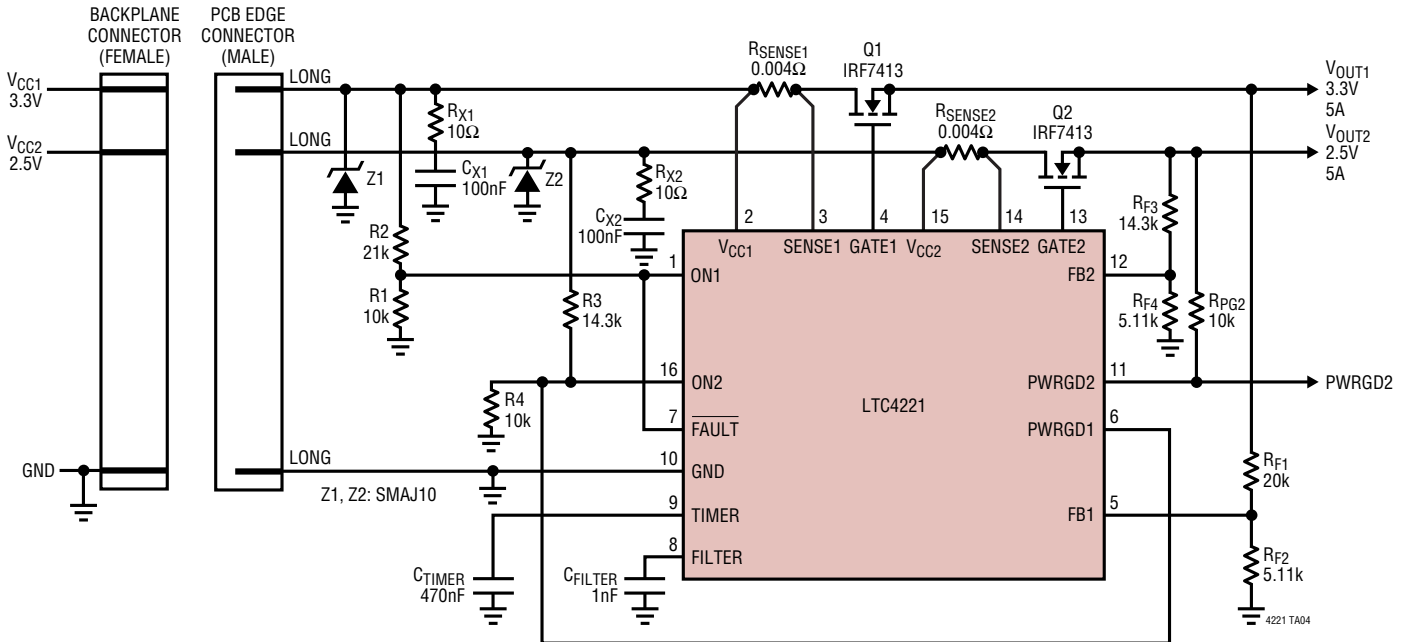 BACKPLANE
CONNECTOR
(FEMALE)
PCB EDGE
CONNECTOR
(MALE)
VCC1
3.3V
VCC2
2.5V
GND
LONG
LONG
LONG
Z1
Z2
RX1
10Ω
CX1
100nF
RX2
10Ω
CX2
100nF
R2
21k
R1
10k
R3
14.3k
R4
10k
Z1, Z2: SMAJ10
CTIMER
470nF
CFILTER
1nF
RSENSE1
0.004Ω
Q1
IRF7413
RSENSE2
0.004Ω
Q2
IRF7413
VOUT1
3.3V
5A
VOUT2
2.5V
5A
2
3
4
15
14
13
VCC1
SENSE1
GATE1
VCC2
SENSE2
GATE2
1
ON1
16
ON2
7
FAULT
10
GND
9
TIMER
8
FILTER
LTC4221
FB2
12
PWRGD2
11
PWRGD1
6
FB1
5
RF3
14.3k
RF4
5.11k
RPG2
10k
PWRGD2
RF1
20k
RF2
5.11k
4221 TA04